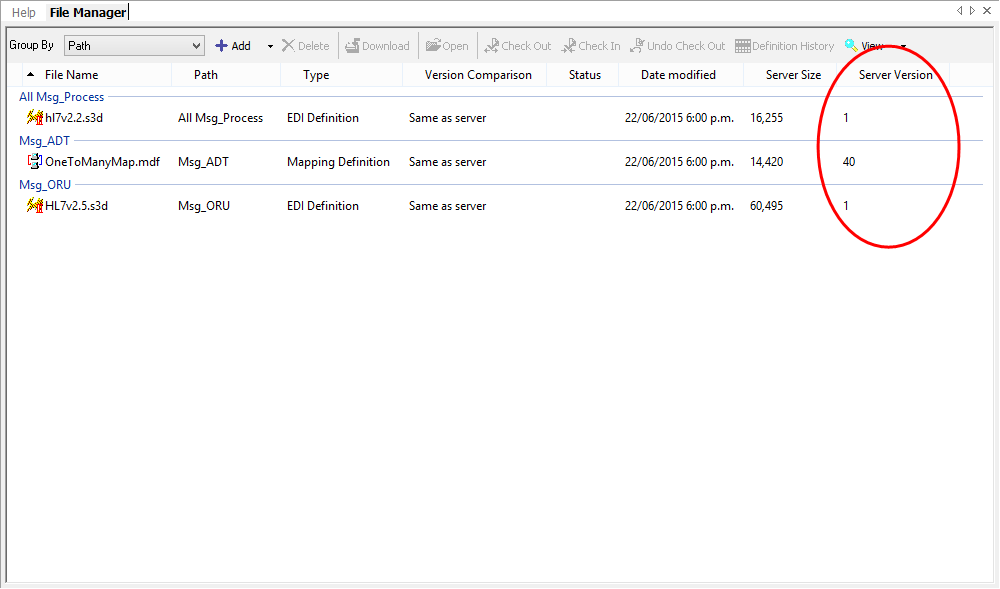 Help File Manager
Group By Path Add Delete Download Open Check Out Check In Undo Check Out Definition History View
File Name Path Type Version Comparison Status Date modified Server Size Server Version
All Msg_Process
hl7v2.2.s3d All Msg_Process EDI Definition Same as server 22/06/2015 6:00 p.m. 16,255 1
Msg_ADT
OneToManyMap.mdf Msg_ADT Mapping Definition Same as server 22/06/2015 6:00 p.m. 14,420 40
Msg_ORU
HL7v2.5.s3d Msg_ORU EDI Definition Same as server 22/06/2015 6:00 p.m. 60,495 1